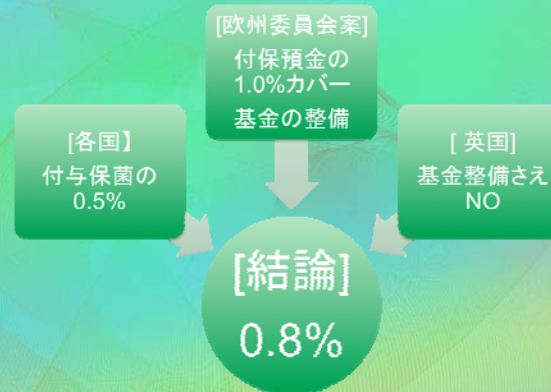 [欧州委員会案]
付保預金の
1.0%カバー
基金の整備
[各国】
付与保菌の
0.5%
[ 英国]
基金整備さえ
NO
[結論]
0.8%